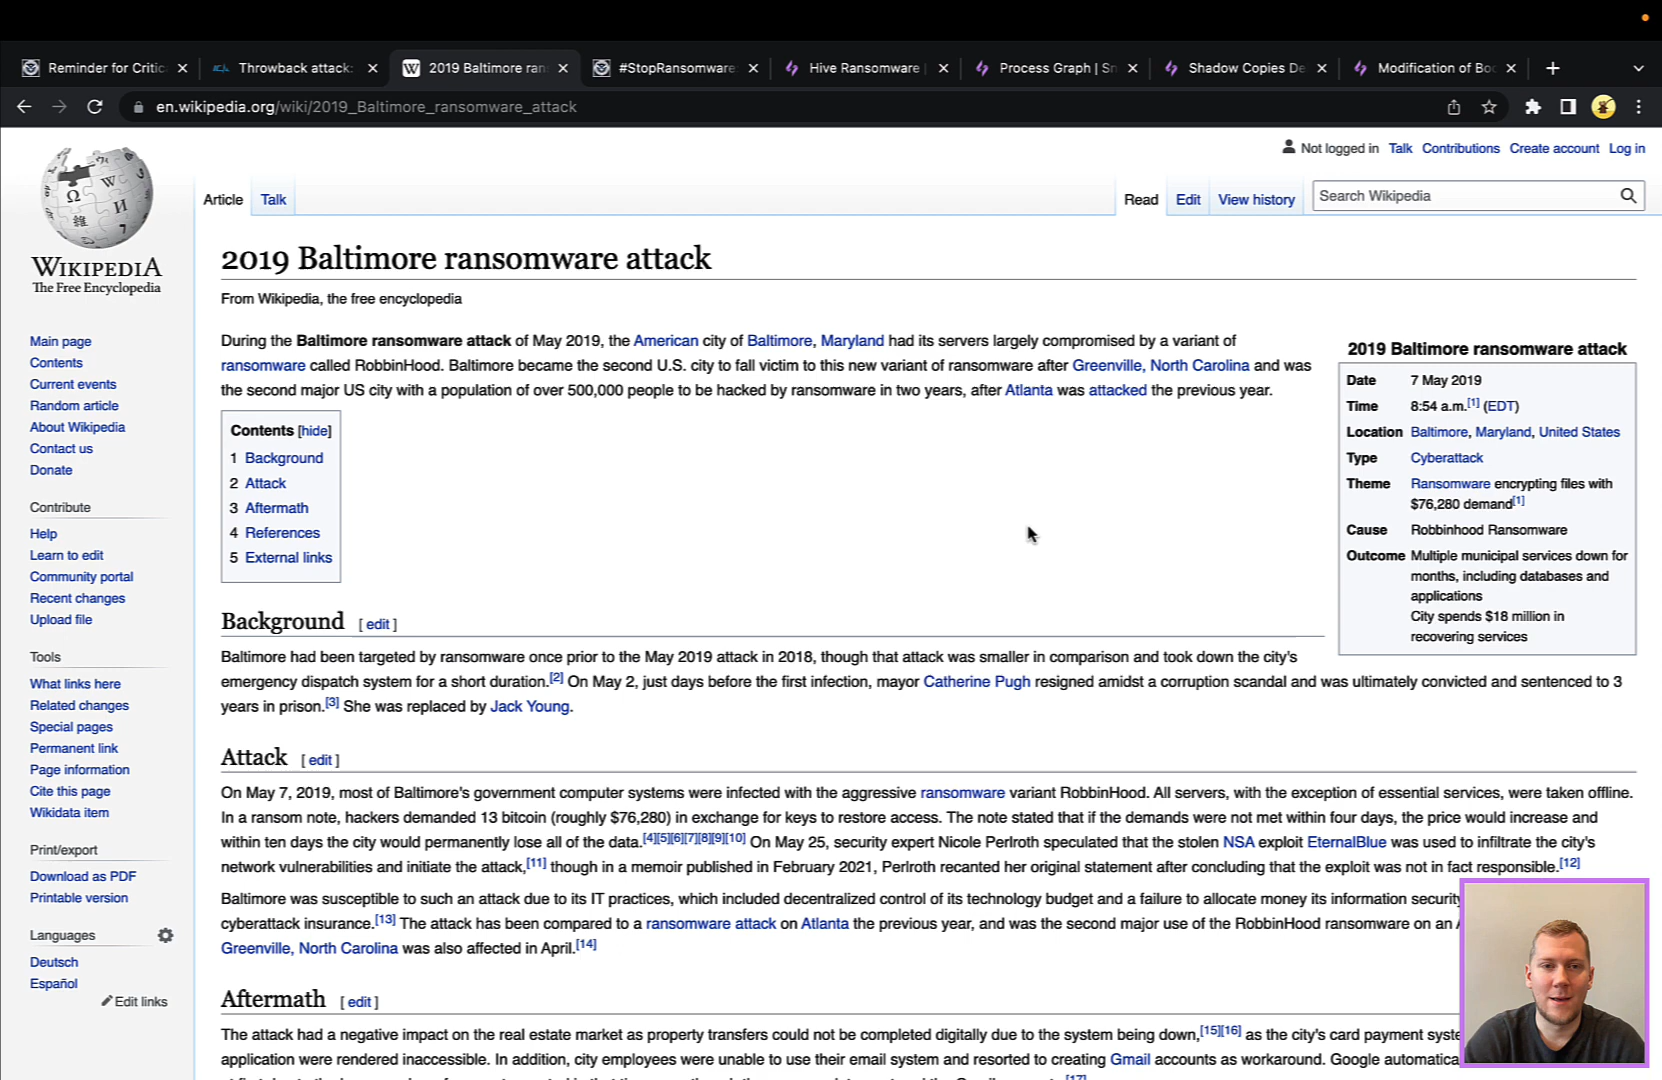 Reminder for Critic
Throwback attack:
2019 Baltimore ran
#StopRansomware
Hive Ransomware |
Process Graph | Sn
Shadow Copies De
Modification of Boo
en.wikipedia.org/wiki/2019_Baltimore_ransomware_attack
Not logged in Talk Contributions Create account Log in
Article Talk
Read Edit View history Search Wikipedia
WIKIPEDIA
The Free Encyclopedia
Main page
Contents
Current events
Random article
About Wikipedia
Contact us
Donate
Contribute
Help
Learn to edit
Community portal
Recent changes
Upload file
Tools
What links here
Related changes
Special pages
Permanent link
Page information
Cite this page
Wikidata item
Print/export
Download as PDF
Printable version
Languages
Deutsch
Español
Edit links
2019 Baltimore ransomware attack
From Wikipedia, the free encyclopedia
During the Baltimore ransomware attack of May 2019, the American city of Baltimore, Maryland had its servers largely compromised by a variant of
ransomware called RobbinHood. Baltimore became the second U.S. city to fall victim to this new variant of ransomware after Greenville, North Carolina and was
the second major US city with a population of over 500,000 people to be hacked by ransomware in two years, after Atlanta was attacked the previous year.
Contents [hide]
1 Background
2 Attack
3 Aftermath
4 References
5 External links
2019 Baltimore ransomware attack
Date 7 May 2019
Time 8:54 a.m.[1] (EDT)
Location Baltimore, Maryland, United States
Type Cyberattack
Theme Ransomware encrypting files with
$76,280 demand[1]
Cause Robbinhood Ransomware
Outcome Multiple municipal services down for
months, including databases and
applications
City spends $18 million in
recovering services
Background [ edit ]
Baltimore had been targeted by ransomware once prior to the May 2019 attack in 2018, though that attack was smaller in comparison and took down the city's
emergency dispatch system for a short duration.[2] On May 2, just days before the first infection, mayor Catherine Pugh resigned amidst a corruption scandal and was ultimately convicted and sentenced to 3
years in prison.[3] She was replaced by Jack Young.
Attack [ edit ]
On May 7, 2019, most of Baltimore's government computer systems were infected with the aggressive ransomware variant RobbinHood. All servers, with the exception of essential services, were taken offline.
In a ransom note, hackers demanded 13 bitcoin (roughly $76,280) in exchange for keys to restore access. The note stated that if the demands were not met within four days, the price would increase and
within ten days the city would permanently lose all of the data.[4][5][6][7][8][9][10] On May 25, security expert Nicole Perlroth speculated that the stolen NSA exploit EternalBlue was used to infiltrate the city's
network vulnerabilities and initiate the attack,[11] though in a memoir published in February 2021, Perlroth recanted her original statement after concluding that the exploit was not in fact responsible.[12]
Baltimore was susceptible to such an attack due to its IT practices, which included decentralized control of its technology budget and a failure to allocate money its information security
cyberattack insurance.[13] The attack has been compared to a ransomware attack on Atlanta the previous year, and was the second major use of the RobbinHood ransomware on an
Greenville, North Carolina was also affected in April.[14]
Aftermath [ edit ]
The attack had a negative impact on the real estate market as property transfers could not be completed digitally due to the system being down,[15][16] as the city's card payment syste
application were rendered inaccessible. In addition, city employees were unable to use their email system and resorted to creating Gmail accounts as workaround. Google automatica
[17]